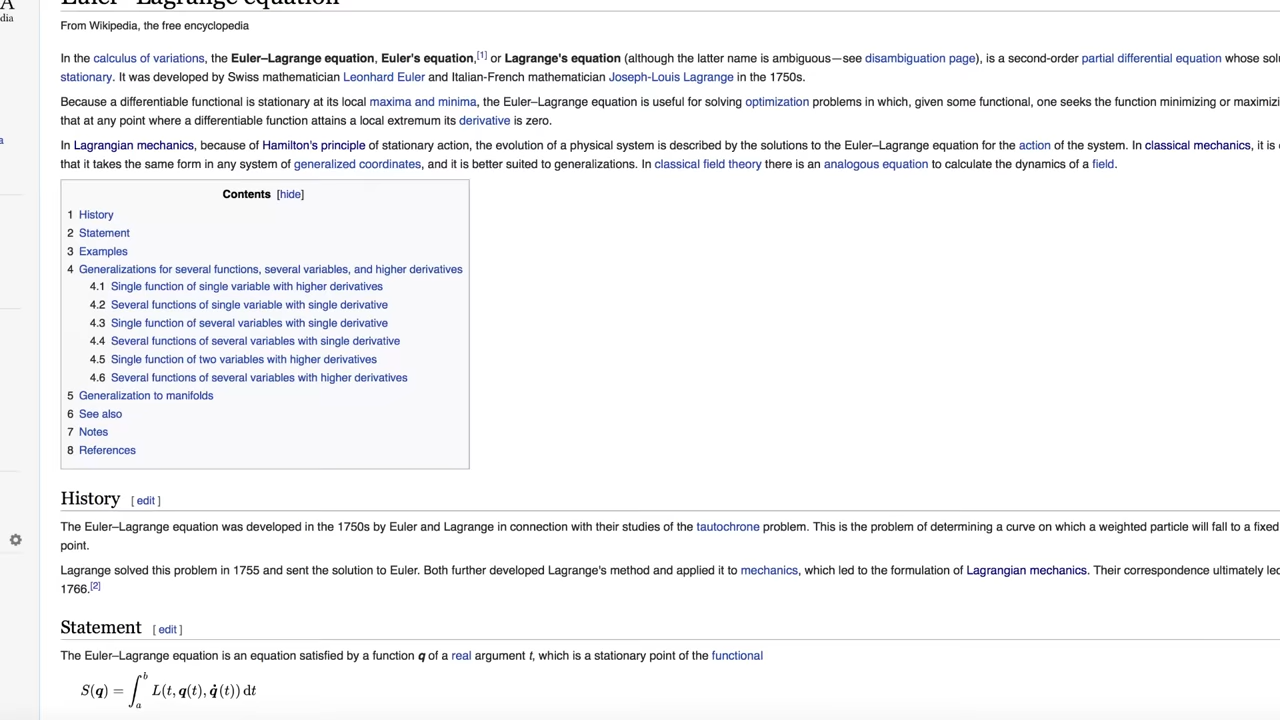 A
dia
Euler–Lagrange equation
From Wikipedia, the free encyclopedia
In the calculus of variations, the Euler–Lagrange equation, Euler's equation,[1] or Lagrange's equation (although the latter name is ambiguous—see disambiguation page), is a second-order partial differential equation whose
stationary. It was developed by Swiss mathematician Leonhard Euler and Italian-French mathematician Joseph-Louis Lagrange in the 1750s.
Because a differentiable functional is stationary at its local maxima and minima, the Euler–Lagrange equation is useful for solving optimization problems in which, given some functional, one seeks the function minimizing or
that at any point where a differentiable function attains a local extremum its derivative is zero.
a
In Lagrangian mechanics, because of Hamilton's principle of stationary action, the evolution of a physical system is described by the solutions to the Euler–Lagrange equation for the action of the system. In classical mechanics, it is
that it takes the same form in any system of generalized coordinates, and it is better suited to generalizations. In classical field theory there is an analogous equation to calculate the dynamics of a field.
Contents [hide]
1 History
2 Statement
3 Examples
4 Generalizations for several functions, several variables, and higher derivatives
4.1 Single function of single variable with higher derivatives
4.2 Several functions of single variable with single derivative
4.3 Single function of several variables with single derivative
4.4 Several functions of several variables with single derivative
4.5 Single function of two variables with higher derivatives
4.6 Several functions of several variables with higher derivatives
5 Generalization to manifolds
6 See also
7 Notes
8 References
History [ edit ]
The Euler–Lagrange equation was developed in the 1750s by Euler and Lagrange in connection with their studies of the tautochrone problem. This is the problem of determining a curve on which a weighted particle will fall to a fixed
point.
Lagrange solved this problem in 1755 and sent the solution to Euler. Both further developed Lagrange's method and applied it to mechanics, which led to the formulation of Lagrangian mechanics. Their correspondence ultimately led
1766.[2]
Statement [ edit ]
The Euler–Lagrange equation is an equation satisfied by a function q of a real argument t, which is a stationary point of the functional
S(q) = ∫ₐᵇ L(t, q(t), q̇(t)) dt